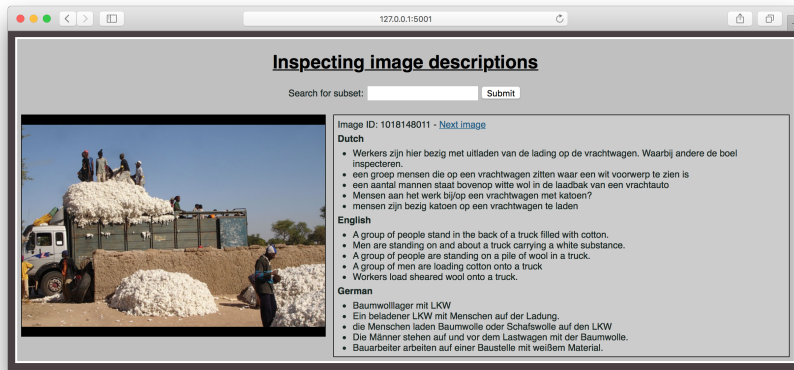 127.0.0.1:5001
Inspecting image descriptions
Search for subset:
Submit
Image ID: 1018148011 - Next image
Dutch
• Werkers zijn hier bezig met uitladen van de lading op de vrachtwagen. Waarbij andere de boel
inspecteren.
• een groep mensen die op een vrachtwagen zitten waar een wit voorwerp te zien is
• een aantal mannen staat bovenop witte wol in de laadbak van een vrachtauto
• Mensen aan het werk bij/op een vrachtwagen met katoen?
• mensen zijn bezig katoen op een vrachtwagen te laden
English
• A group of people stand in the back of a truck filled with cotton.
• Men are standing on and about a truck carrying a white substance.
• A group of people are standing on a pile of wool in a truck.
• A group of men are loading cotton onto a truck
• Workers load sheared wool onto a truck.
German
• Baumwolllager mit LKW
• Ein beladener LKW mit Menschen auf der Ladung.
• die Menschen laden Baumwolle oder Schafswolle auf den LKW
• Die Männer stehen auf und vor dem Lastwagen mit der Baumwolle.
• Bauarbeiter arbeiten auf einer Baustelle mit weißem Material.